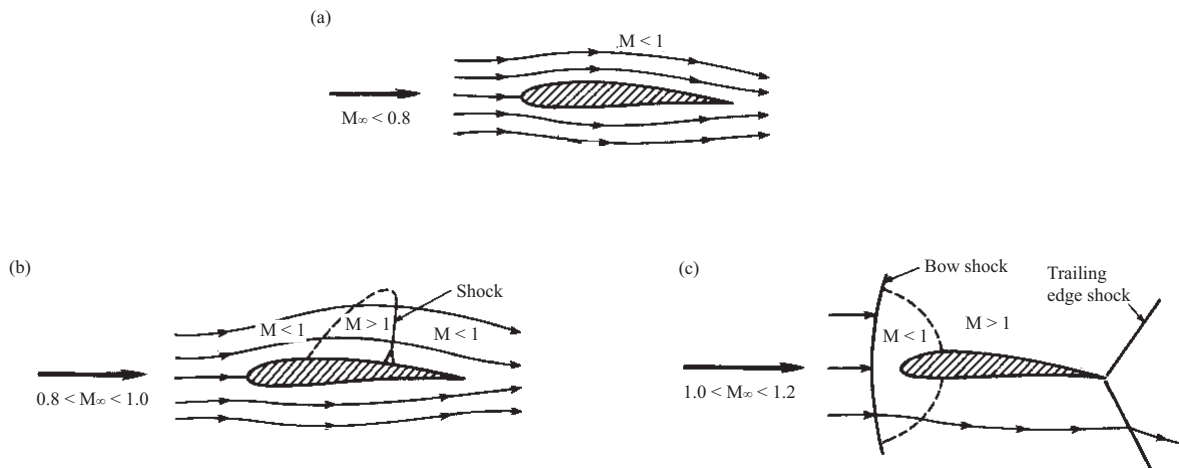 (a)
M < 1
M∞ < 0.8
(b)
Shock
M < 1
M > 1
M < 1
0.8 < M∞ < 1.0
(c)
Bow shock
Trailing
edge shock
M < 1
M > 1
1.0 < M∞ < 1.2